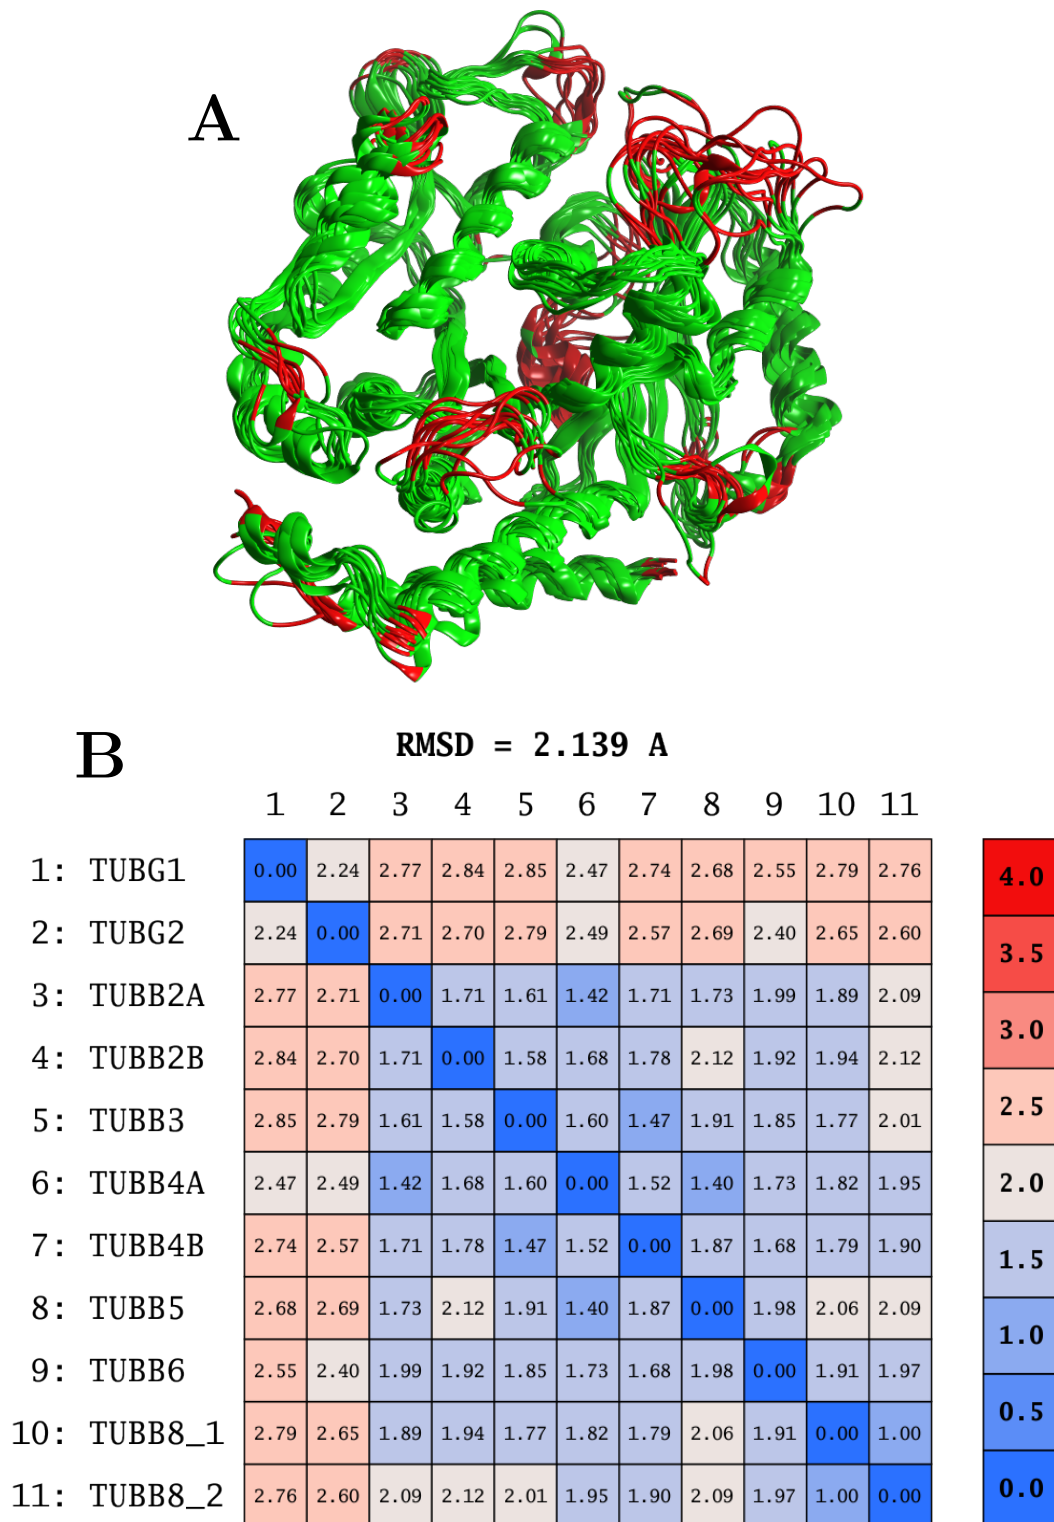 A
B
RMSD = 2.139 A
1 2 3 4 5 6 7 8 9 10 11
1: TUBG1 0.00 2.24 2.77 2.84 2.85 2.47 2.74 2.68 2.55 2.79 2.76
2: TUBG2 2.24 0.00 2.71 2.70 2.79 2.49 2.57 2.69 2.40 2.65 2.60
3: TUBB2A 2.77 2.71 0.00 1.71 1.61 1.42 1.71 1.73 1.99 1.89 2.09
4: TUBB2B 2.84 2.70 1.71 0.00 1.58 1.68 1.78 2.12 1.92 1.94 2.12
5: TUBB3 2.85 2.79 1.61 1.58 0.00 1.60 1.47 1.91 1.85 1.77 2.01
6: TUBB4A 2.47 2.49 1.42 1.68 1.60 0.00 1.52 1.40 1.73 1.82 1.95
7: TUBB4B 2.74 2.57 1.71 1.78 1.47 1.52 0.00 1.87 1.68 1.79 1.90
8: TUBB5 2.68 2.69 1.73 2.12 1.91 1.40 1.87 0.00 1.98 2.06 2.09
9: TUBB6 2.55 2.40 1.99 1.92 1.85 1.73 1.68 1.98 0.00 1.91 1.97
10: TUBB8_1 2.79 2.65 1.89 1.94 1.77 1.82 1.79 2.06 1.91 0.00 1.00
11: TUBB8_2 2.76 2.60 2.09 2.12 2.01 1.95 1.90 2.09 1.97 1.00 0.00
4.0
3.5
3.0
2.5
2.0
1.5
1.0
0.5
0.0